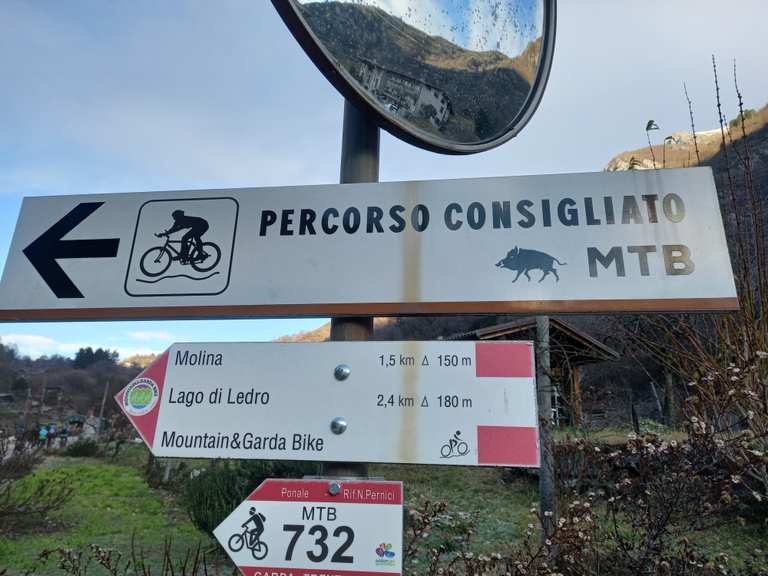 PERCORSO CONSIGLIATO
MTB
Molina 1,5 km Δ 150 m
Lago di Ledro 2,4 km Δ 180 m
Mountain&Garda Bike
Ponale Rif N.Pernici
MTB
732